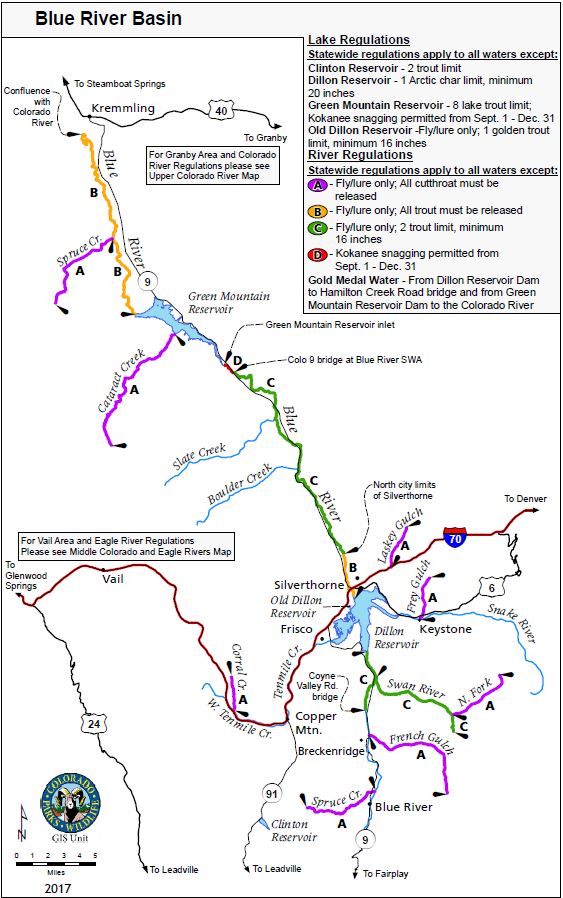 Blue River Basin
Lake Regulations
Statewide regulations apply to all waters except:
Clinton Reservoir - 2 trout limit
Dillon Reservoir - 1 Arctic char limit, minimum
20 inches
Green Mountain Reservoir - 8 lake trout limit;
Kokanee snagging permitted from Sept. 1 - Dec. 31
Old Dillon Reservoir -Fly/lure only; 1 golden trout
limit, minimum 16 inches
River Regulations
Statewide regulations apply to all waters except:
A - Fly/lure only; All cutthroat must be
released
B - Fly/lure only; All trout must be released
C - Fly/lure only; 2 trout limit, minimum
16 inches
D - Kokanee snagging permitted from
Sept. 1 - Dec. 31
Gold Medal Water - From Dillon Reservoir Dam
to Hamilton Creek Road bridge and from Green
Mountain Reservoir Dam to the Colorado River
To Steamboat Springs
Confluence
with
Colorado
River
Kremmling
40
To Granby
For Granby Area and Colorado
River Regulations please see
Upper Colorado River Map
Blue
River
B
Spruce Cr.
A
B
9
Green Mountain
Reservoir
Green Mountain Reservoir inlet
D
Colo 9 bridge at Blue River SWA
C
Cataract Creek
A
Blue
Slate Creek
Boulder Creek
C
River
North city limits
of Silverthorne
To Denver
Laskey Gulch
A
70
For Vail Area and Eagle River Regulations
Please see Middle Colorado and Eagle Rivers Map
To
Glenwood
Springs
Vail
B
Silverthorne
Old Dillon
Reservoir
Frey Gulch
A
6
Snake River
Frisco
Dillon
Reservoir
Keystone
Tenmile Cr.
Corral Cr.
A
Coyne
Valley Rd.
bridge
C
Swan River
C
N. Fork
A
C
W. Tenmile Cr.
Copper
Mtn.
24
Breckenridge
French Gulch
A
91
Spruce Cr.
A
Blue River
Clinton
Reservoir
9
COLORADO
PARKS & WILDLIFE
GIS Unit
N
0 1 2 3 4 5
Miles
2017
To Leadville
To Leadville
To Fairplay